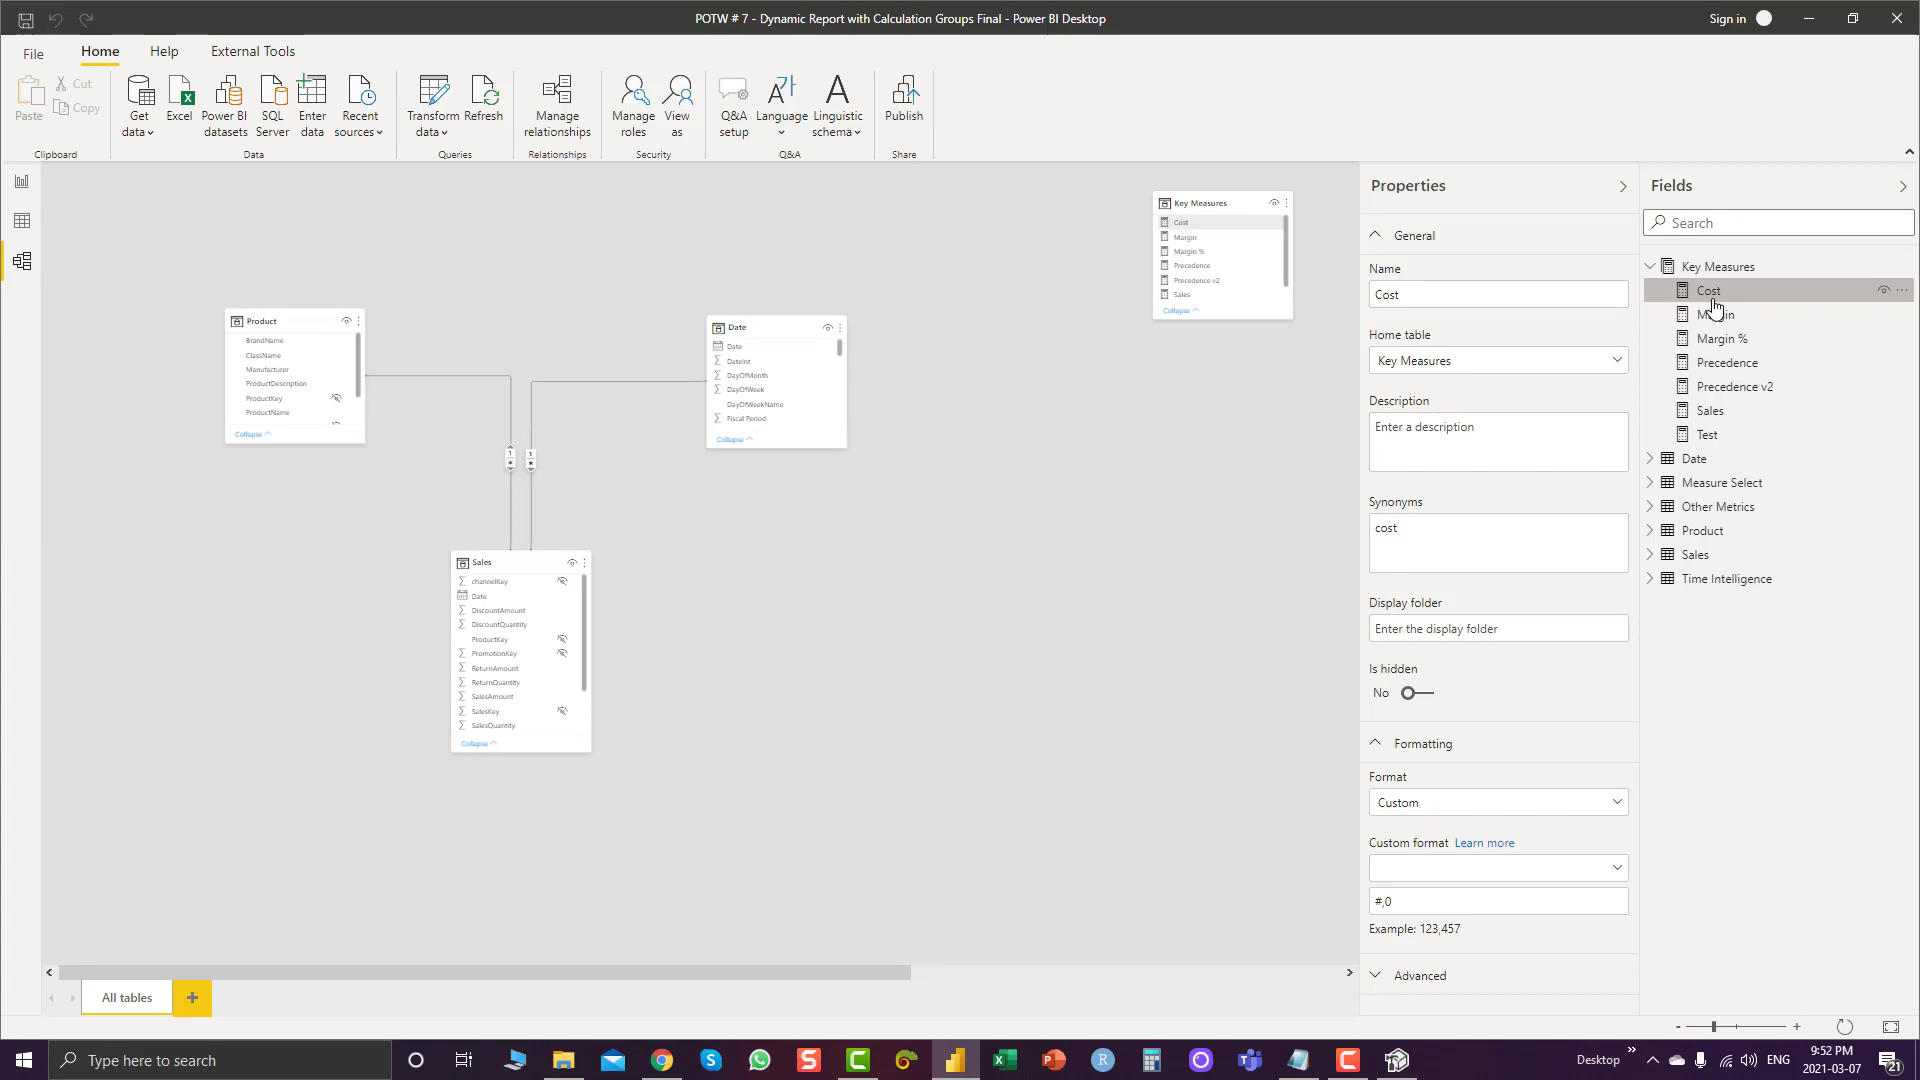 POTW # 7 - Dynamic Report with Calculation Groups Final - Power BI Desktop
Sign in
File
Home
Help
External Tools
Paste
Cut
Copy
Clipboard
Get data
Excel
Power BI datasets
SQL Server
Enter data
Recent sources
Data
Transform data
Refresh
Queries
Manage relationships
Relationships
Manage roles
View as
Security
Q&A setup
Language
Linguistic schema
Q&A
Publish
Share
Product
BrandName
ClassName
Manufacturer
ProductDescription
ProductKey
ProductName
Collapse
Date
Date
DateInt
DayOfMonth
DayOfWeek
DayOfWeekName
Fiscal Period
Collapse
Key Measures
Cost
Margin
Margin %
Precedence
Precedence v2
Sales
Collapse
1
*
1
*
Sales
channelKey
Date
DiscountAmount
DiscountQuantity
ProductKey
PromotionKey
ReturnAmount
ReturnQuantity
SalesAmount
SalesKey
SalesQuantity
Collapse
All tables
Properties
General
Name
Cost
Home table
Key Measures
Description
Enter a description
Synonyms
cost
Display folder
Enter the display folder
Is hidden
No
Formatting
Format
Custom
Custom format Learn more
#,0
Example: 123,457
Advanced
Fields
Search
Key Measures
Cost
Margin
Margin %
Precedence
Precedence v2
Sales
Test
Date
Measure Select
Other Metrics
Product
Sales
Time Intelligence
Type here to search
Desktop
ENG
9:52 PM
2021-03-07
21